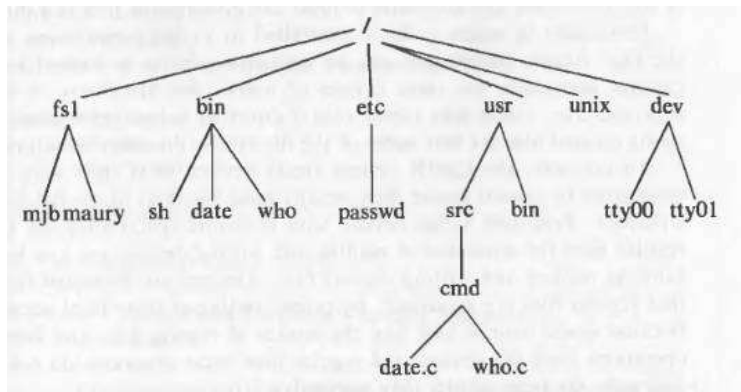 /
fs1 bin etc usr unix dev
mjb maury sh date who passwd src bin tty00 tty01
cmd
date.c who.c